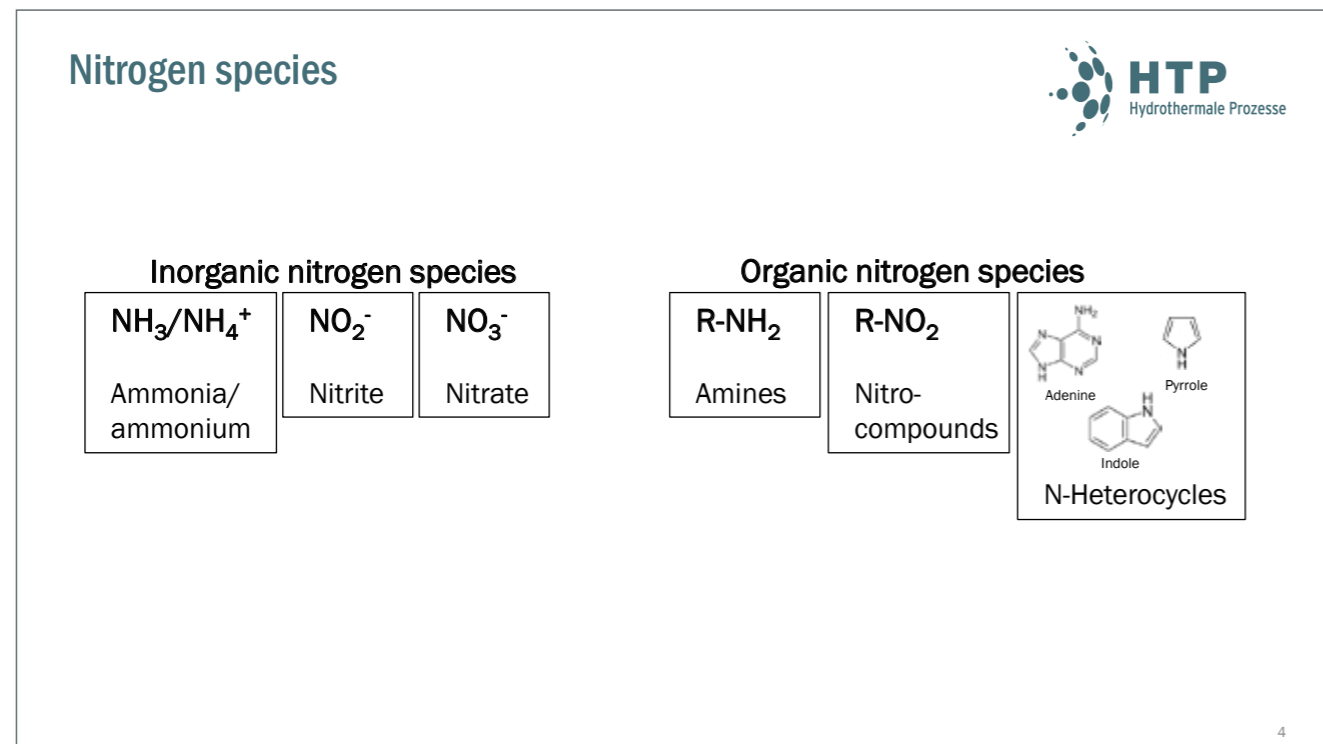 Nitrogen species
HTP
Hydrothermale Prozesse
Inorganic nitrogen species
Organic nitrogen species
NH₃/NH₄⁺
NO₂⁻
NO₃⁻
R-NH₂
R-NO₂
Ammonia/
ammonium
Nitrite
Nitrate
Amines
Nitro-
compounds
NH₂
N
N
N
H
N
Adenine
N
H
Pyrrole
H
N
Indole
N-Heterocycles
4